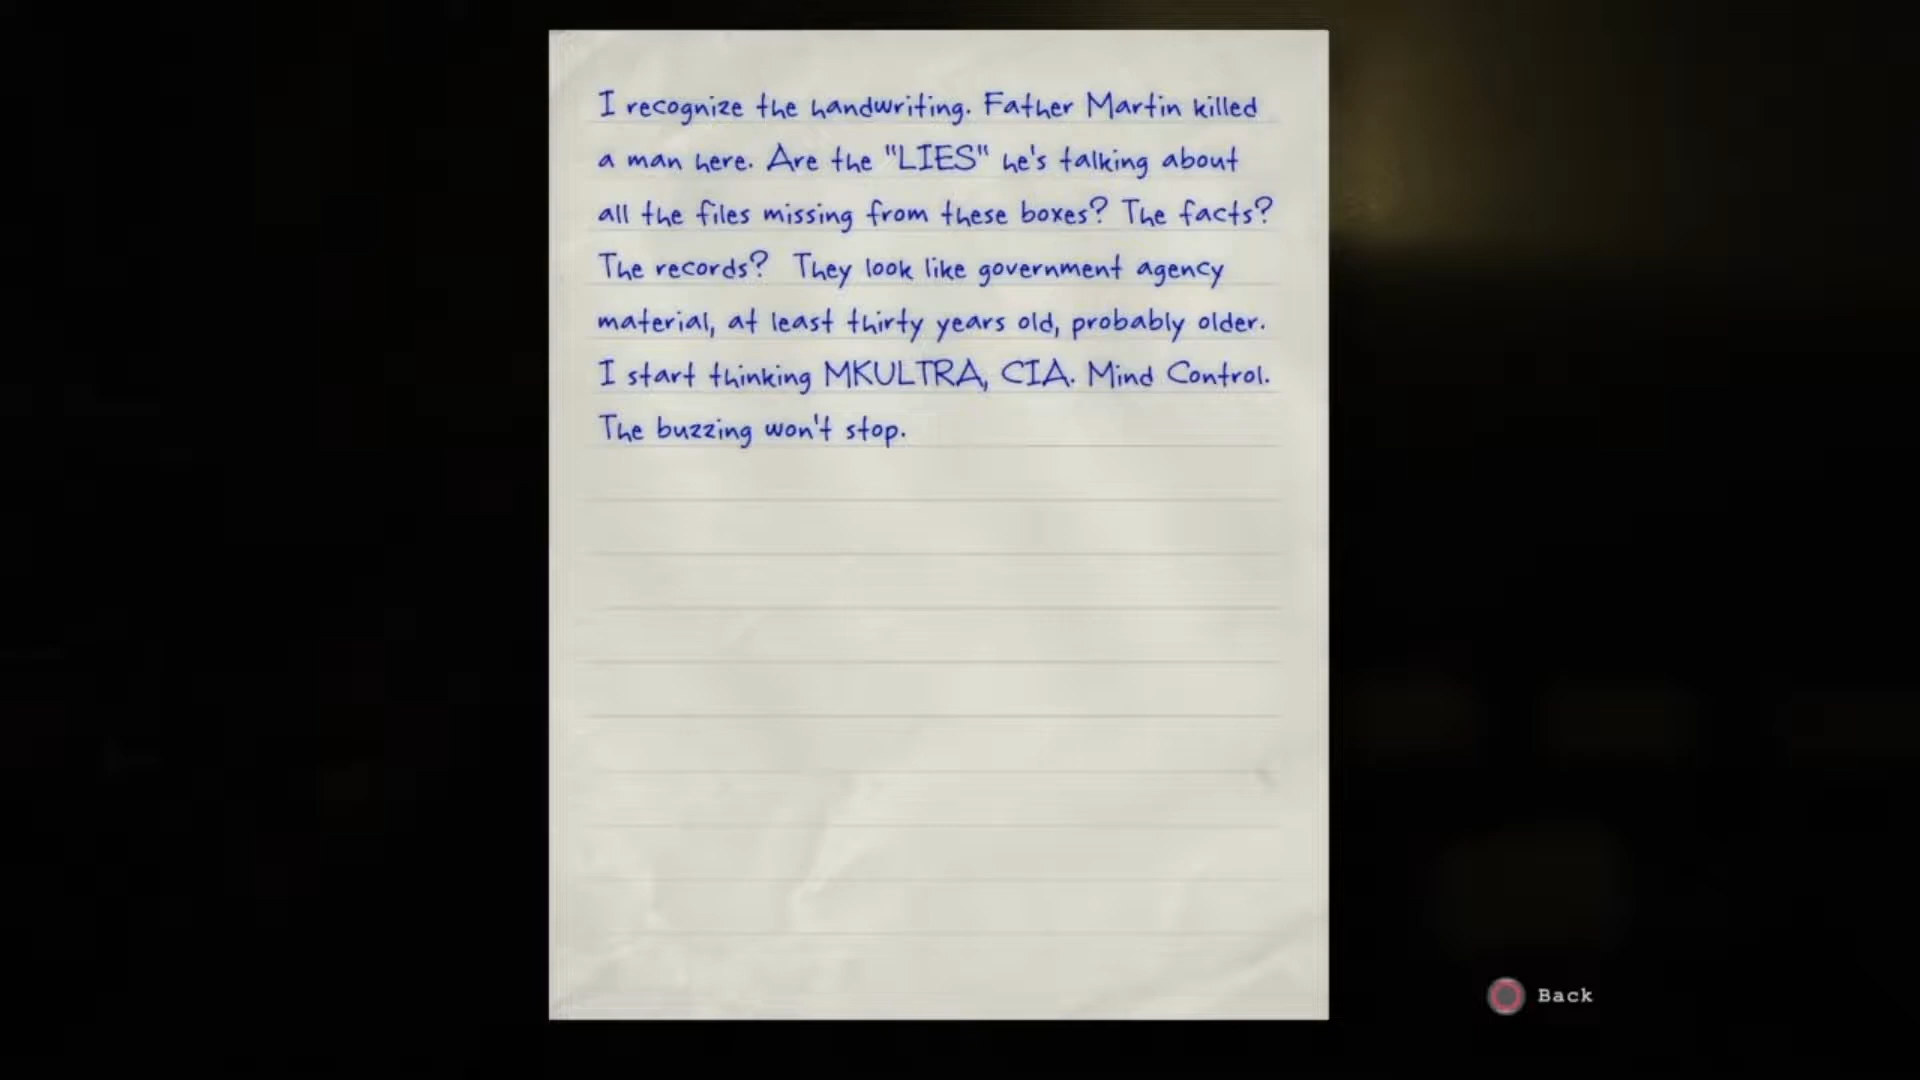 I recognize the handwriting. Father Martin killed
a man here. Are the "LIES" he's talking about
all the files missing from these boxes? The facts?
The records?  They look like government agency
material, at least thirty years old, probably older.
I start thinking MKULTRA, CIA. Mind Control.
The buzzing won't stop.
Back